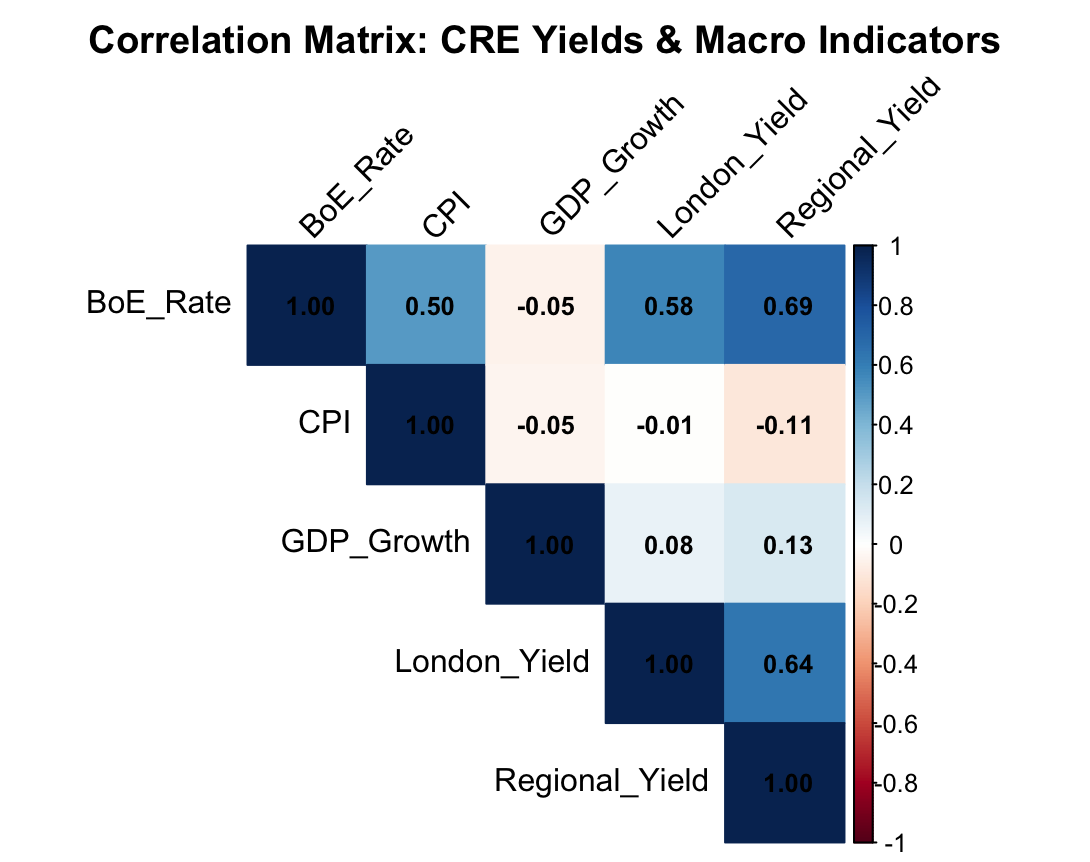 Correlation Matrix: CRE Yields & Macro Indicators
BoE_Rate
CPI
GDP_Growth
London_Yield
Regional_Yield
BoE_Rate 1.00 0.50 -0.05 0.58 0.69
CPI 1.00 -0.05 -0.01 -0.11
GDP_Growth 1.00 0.08 0.13
London_Yield 1.00 0.64
Regional_Yield 1.00
1
0.8
0.6
0.4
0.2
0
-0.2
-0.4
-0.6
-0.8
-1